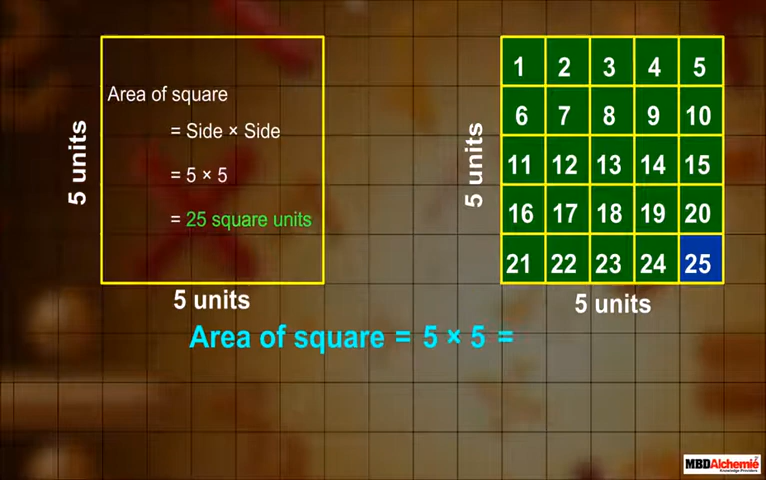 5 units
Area of square
= Side × Side
= 5 × 5
= 25 square units
5 units
5 units
1 2 3 4 5
6 7 8 9 10
11 12 13 14 15
16 17 18 19 20
21 22 23 24 25
5 units
Area of square = 5 × 5 =
MBDAlchemie
Knowledge Providers